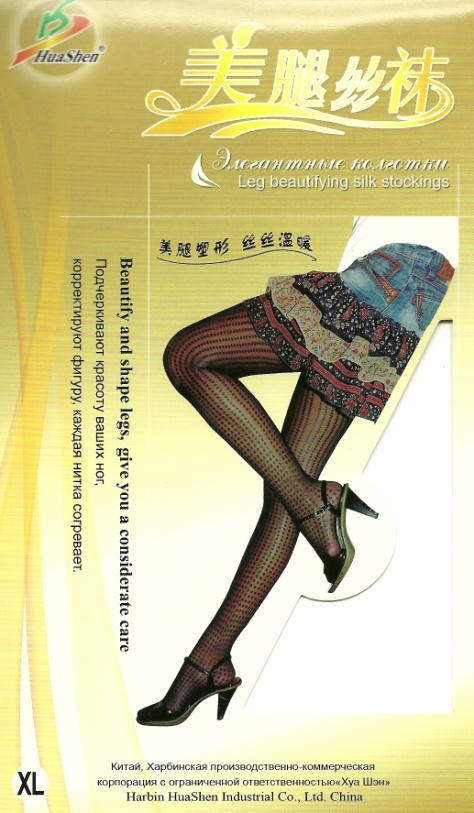 HuaShen®
美腿丝袜
Элегантные колготки
Leg beautifying silk stockings
美腿塑形 丝丝溫暖
Beautify and shape legs, give you a considerate care
Подчеркивают красоту ваших ног,
корректируют фигуру, каждая нитка согревает.
Китай, Харбинская производственно-коммерческая
корпорация с ограниченной ответственностью«Хуа Шэн»
XL
Harbin HuaShen Industrial Co., Ltd. China